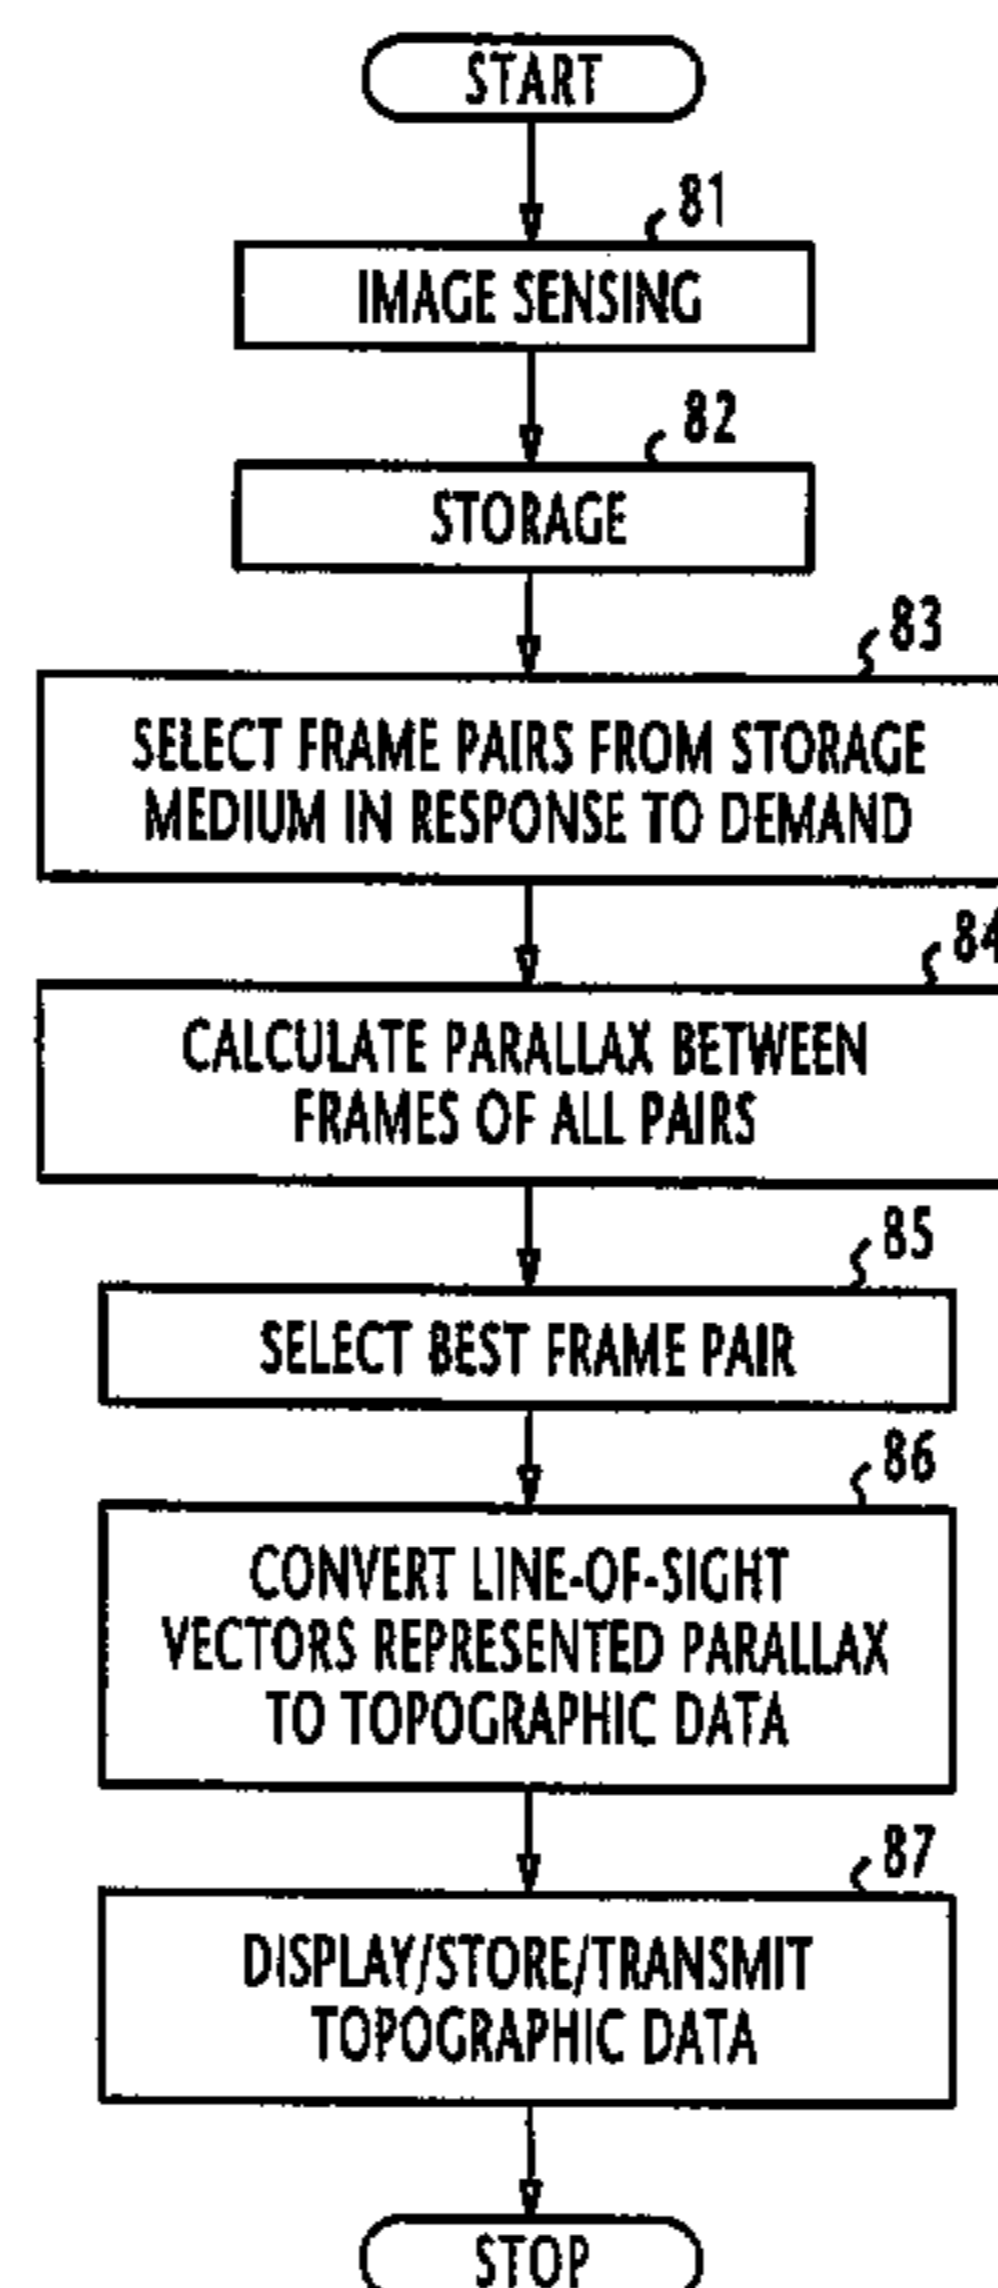 START
81
IMAGE SENSING
82
STORAGE
83
SELECT FRAME PAIRS FROM STORAGE
MEDIUM IN RESPONSE TO DEMAND
84
CALCULATE PARALLAX BETWEEN
FRAMES OF ALL PAIRS
85
SELECT BEST FRAME PAIR
86
CONVERT LINE-OF-SIGHT
VECTORS REPRESENTED PARALLAX
TO TOPOGRAPHIC DATA
87
DISPLAY/STORE/TRANSMIT
TOPOGRAPHIC DATA
STOP